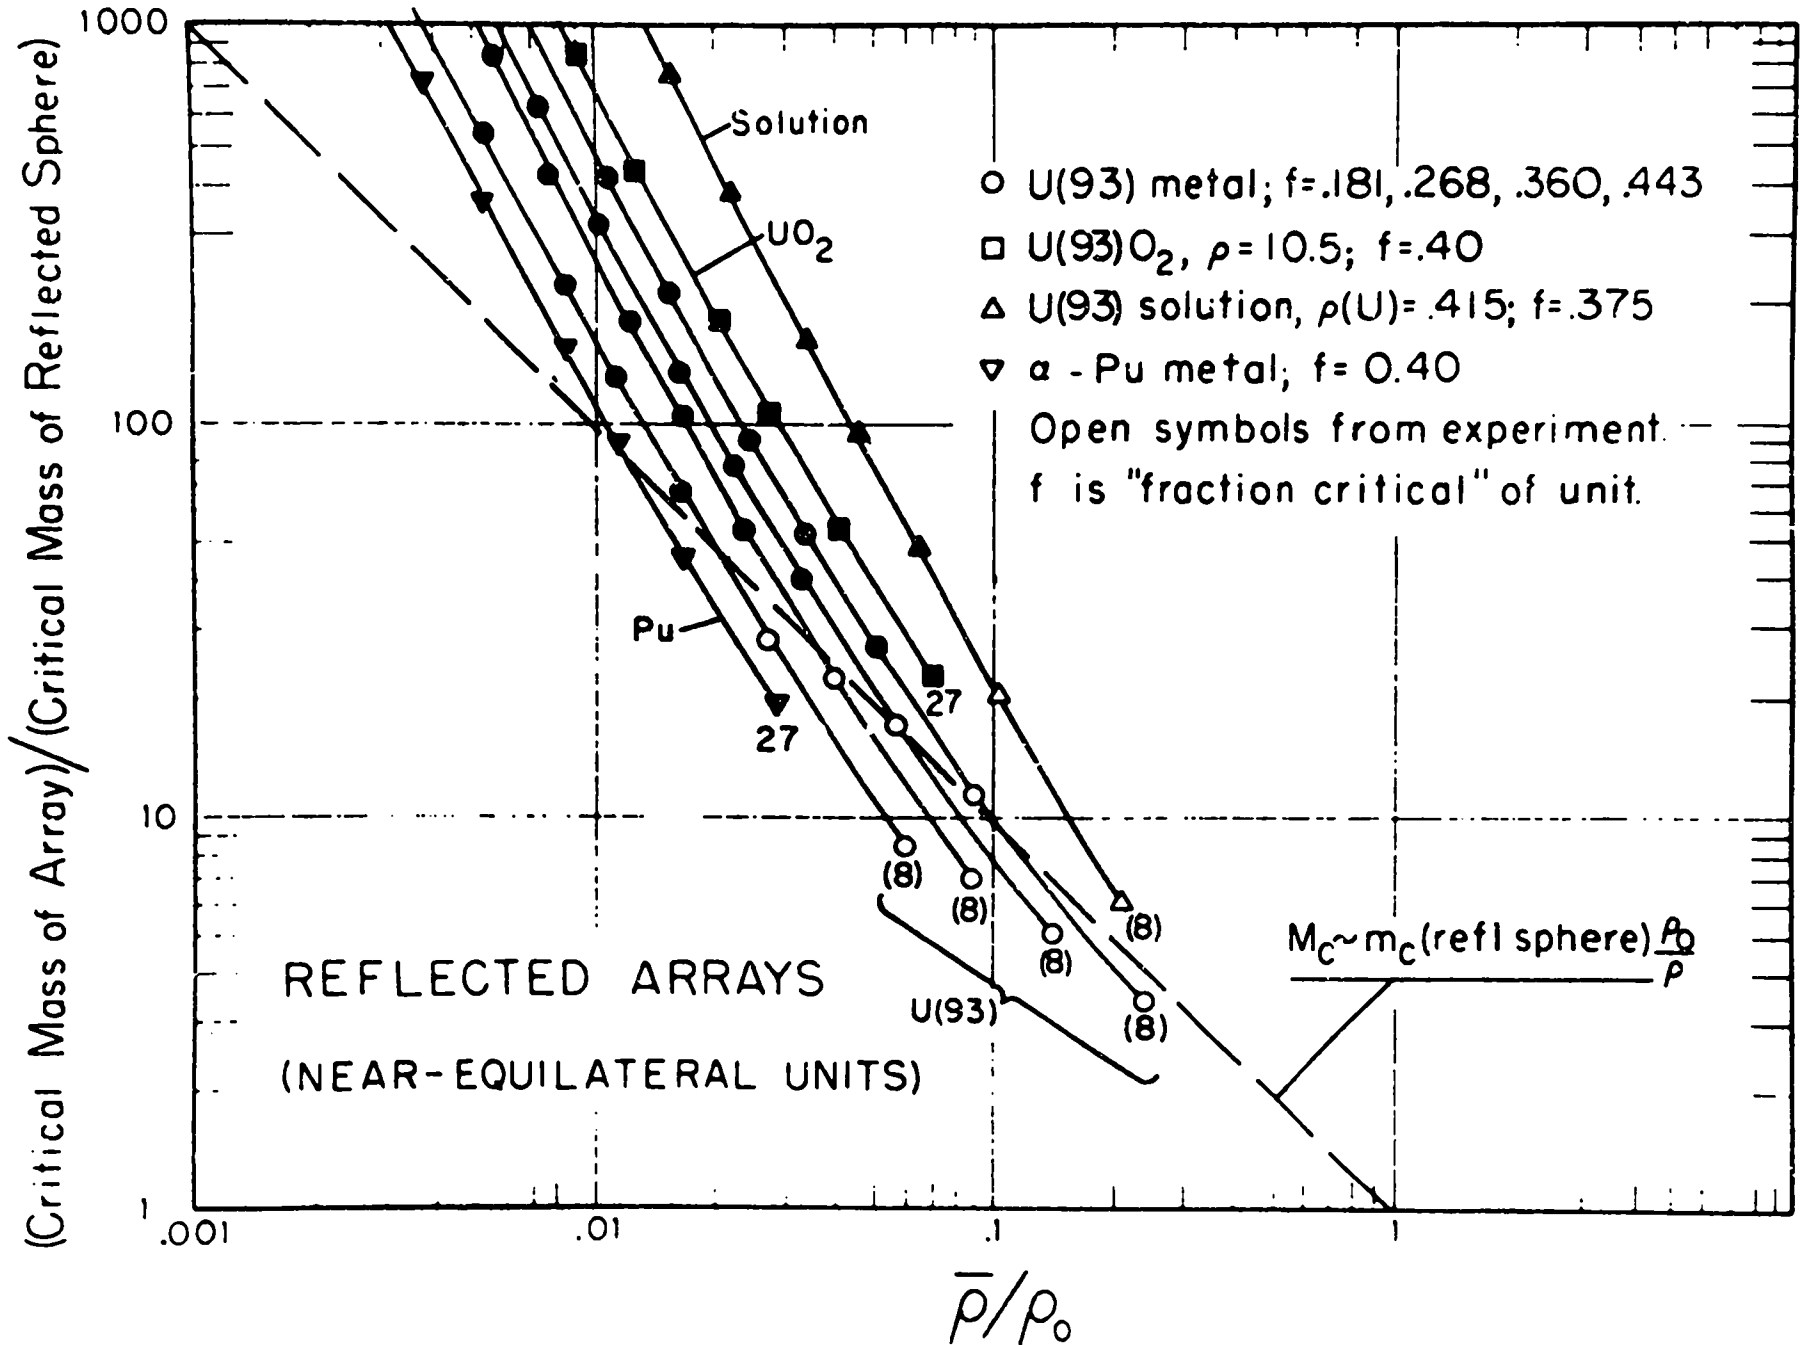 (Critical Mass of Array)/(Critical Mass of Reflected Sphere)
1000
100
10
1
.001
.01
.1
1
ρ̅/ρ₀
Solution
UO₂
Pu
○ U(93) metal; f=.181, .268, .360, .443
□ U(93)O₂, ρ=10.5; f=.40
△ U(93) solution, ρ(U)=.415; f=.375
▽ α - Pu metal; f= 0.40
Open symbols from experiment.
f is "fraction critical" of unit.
27
27
(8)
(8)
(8)
(8)
(8)
U(93)
REFLECTED ARRAYS
(NEAR-EQUILATERAL UNITS)
M_C~m_C(refl sphere) ρ₀/ρ